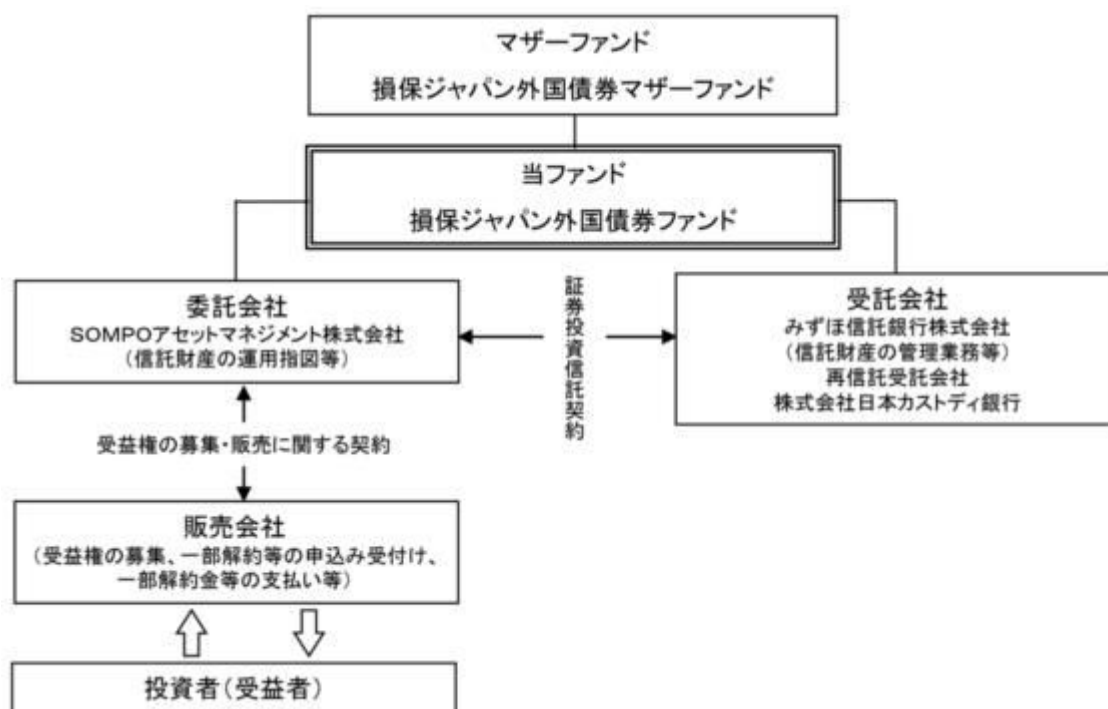 マザーファンド
損保ジャパン外国債券マザーファンド
当ファンド
損保ジャパン外国債券ファンド
委託会社
SOMPOアセットマネジメント株式会社
（信託財産の運用指図等）
証券投資信託契約
受託会社
みずほ信託銀行株式会社
（信託財産の管理業務等）
再信託受託会社
株式会社日本カストディ銀行
受益権の募集・販売に関する契約
販売会社
（受益権の募集、一部解約等の申込み受付け、
一部解約金等の支払い等）
投資者（受益者）